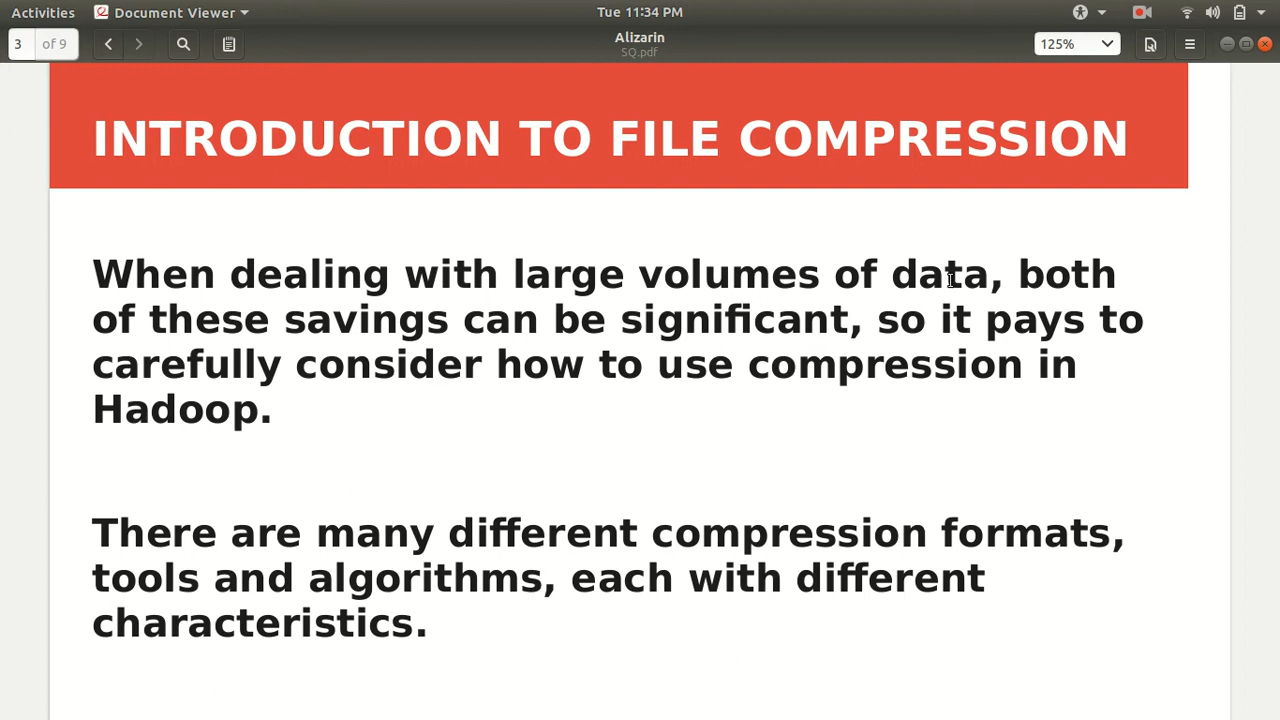 Activities Document Viewer Tue 11:34 PM
3 of 9 Alizarin 125%
SQ.pdf
INTRODUCTION TO FILE COMPRESSION
When dealing with large volumes of data, both
of these savings can be significant, so it pays to
carefully consider how to use compression in
Hadoop.
There are many different compression formats,
tools and algorithms, each with different
characteristics.